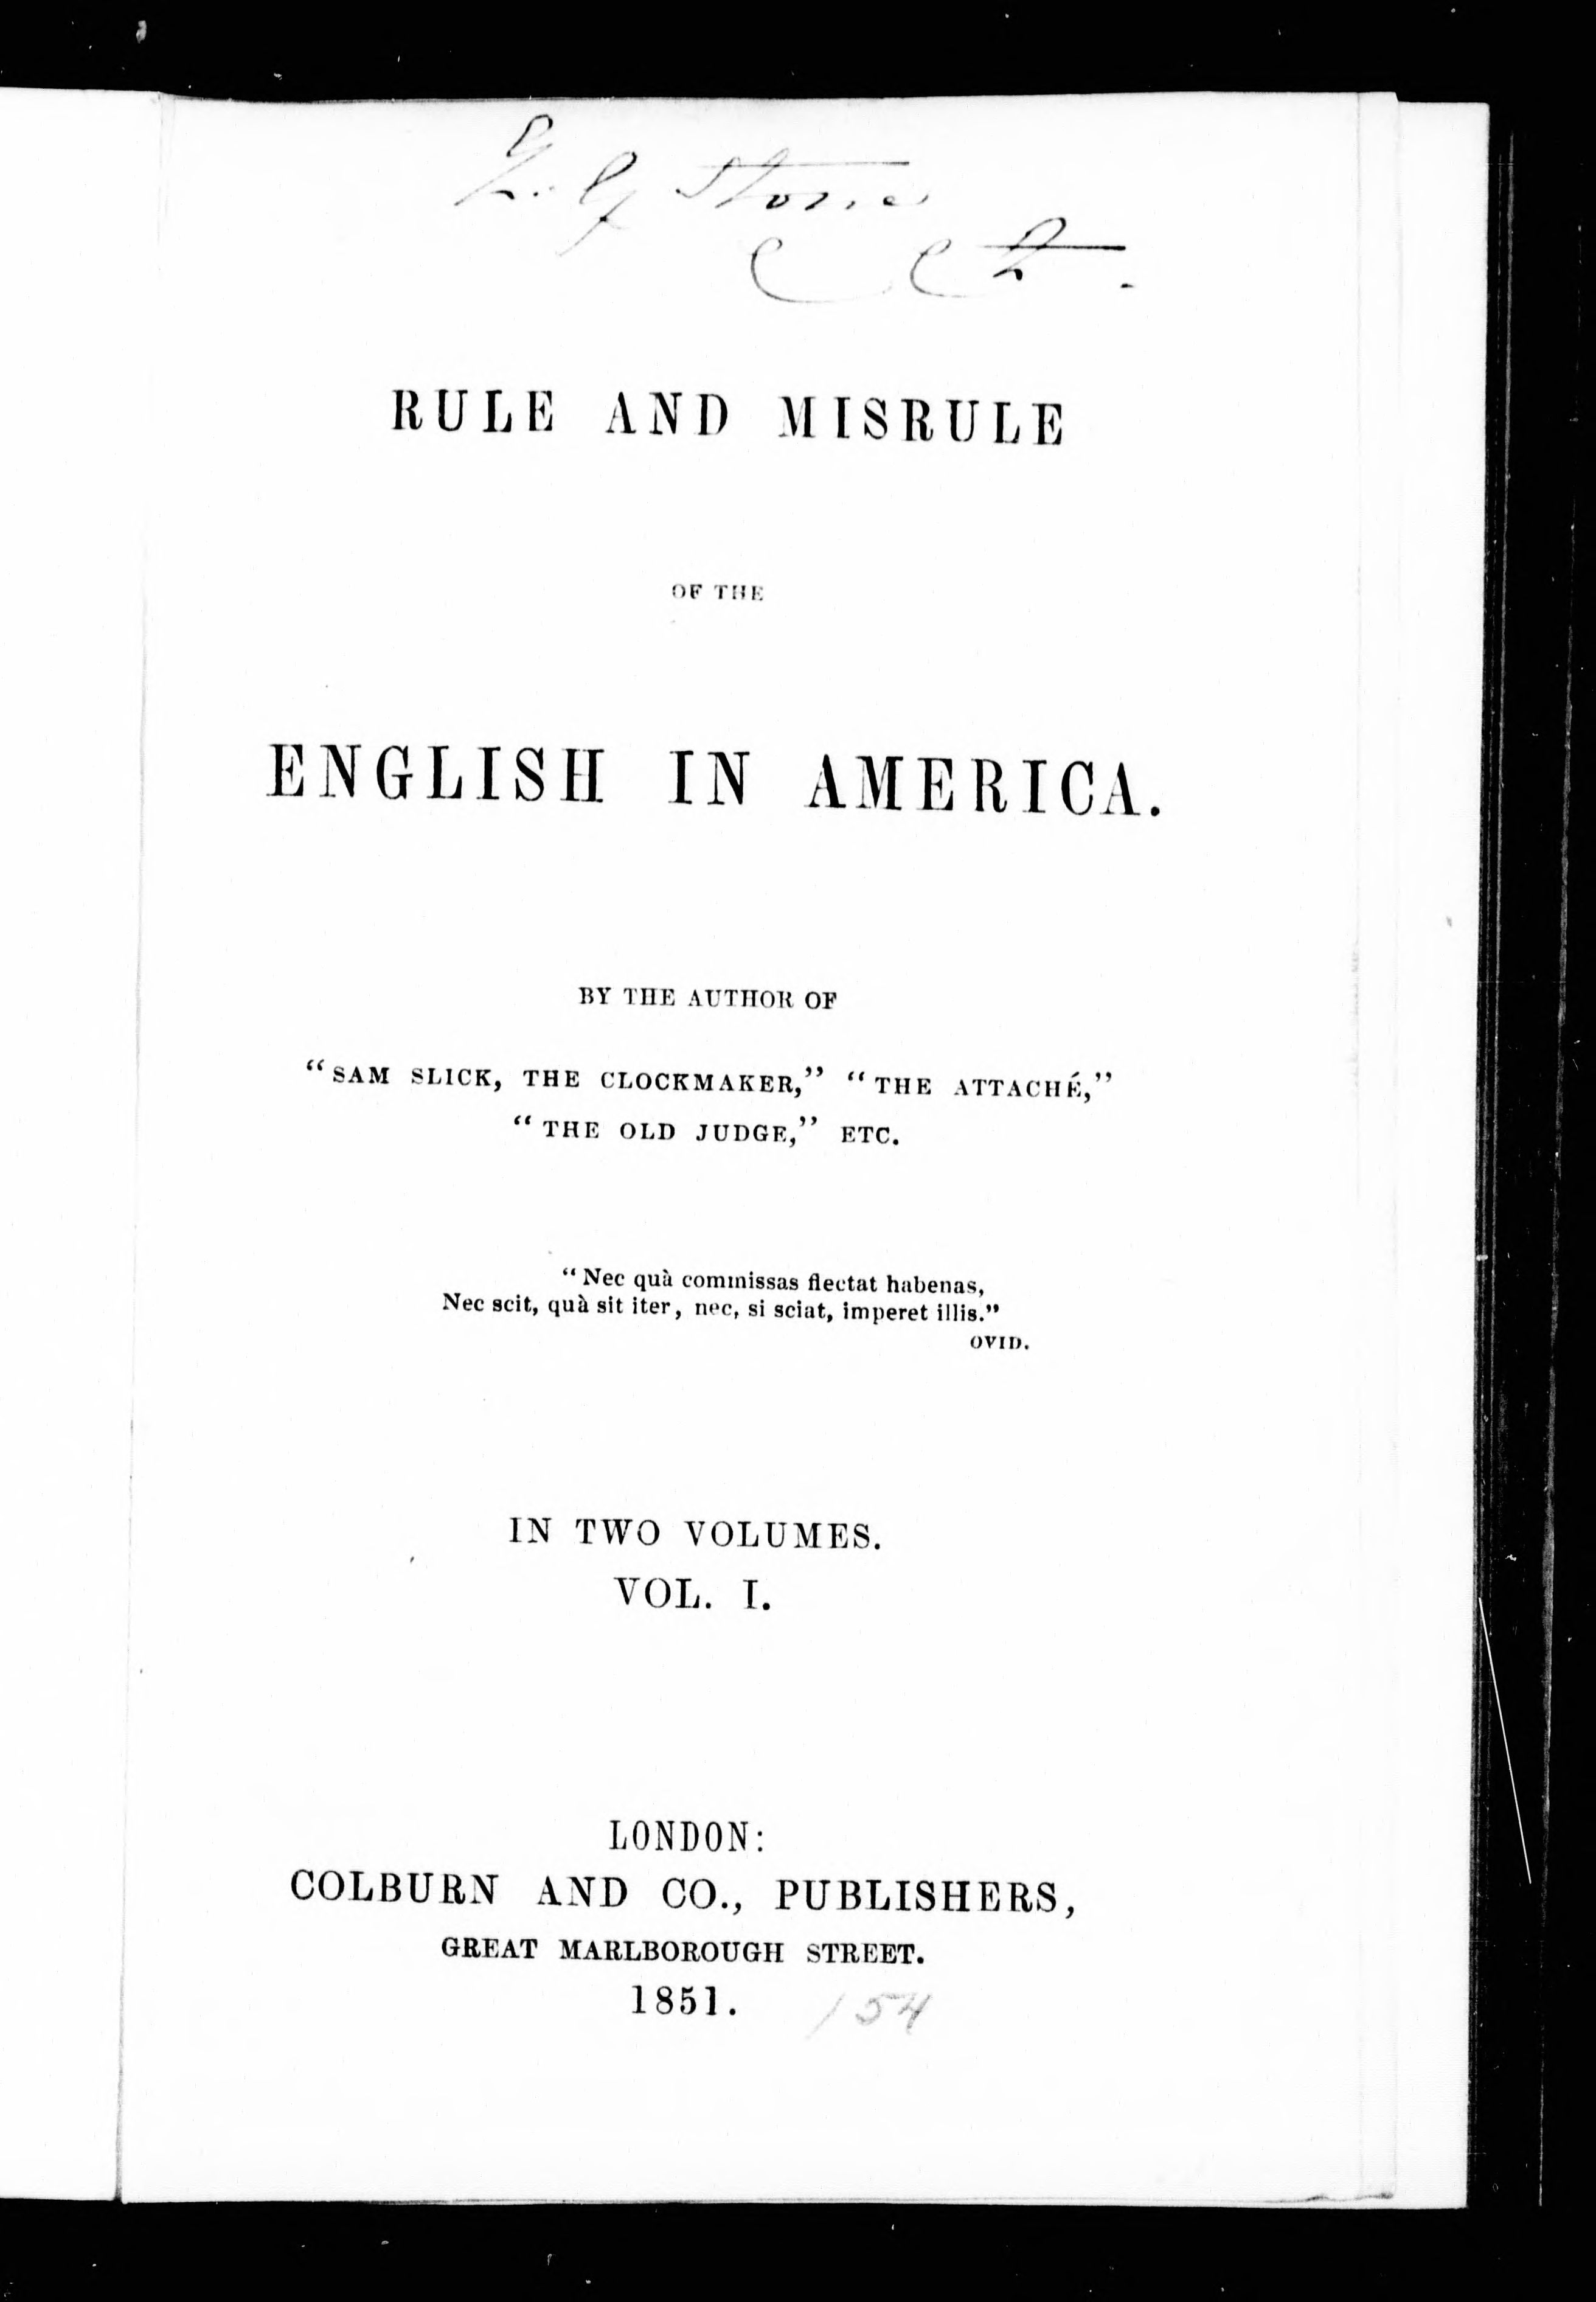 Stone
RULE AND MISRULE
OF THE
ENGLISH IN AMERICA.
BY THE AUTHOR OF
“SAM SLICK, THE CLOCKMAKER,” “THE ATTACHÉ,”
“THE OLD JUDGE,” ETC.
“Nec quà commissas flectat habenas,
Nec scit, quà sit iter, nec, si sciat, imperet illis.”
OVID.
IN TWO VOLUMES.
VOL. I.
LONDON:
COLBURN AND CO., PUBLISHERS,
GREAT MARLBOROUGH STREET.
1851. 154